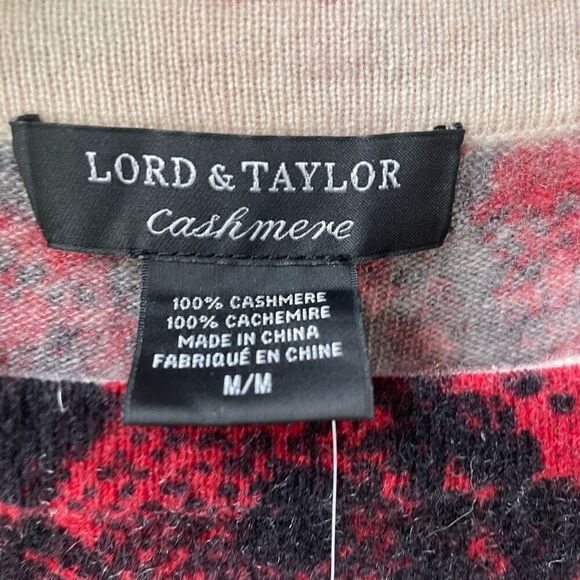 LORD & TAYLOR
cashmere
100% CASHMERE
100% CACHEMIRE
MADE IN CHINA
FABRIQUÉ EN CHINE
M/M